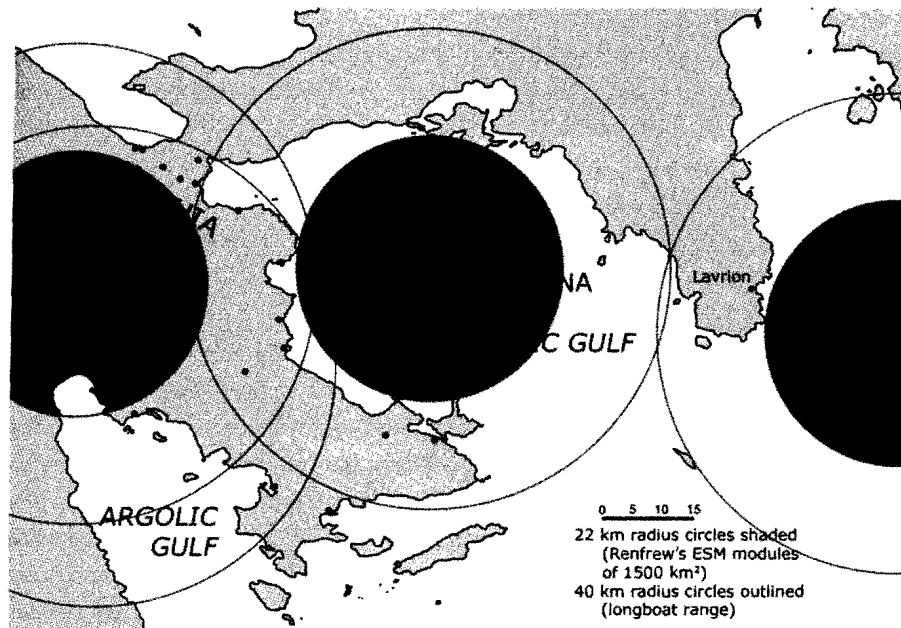 Lavrion
NA
C GULF
ARGOLIC
GULF
0 5 10 15
22 km radius circles shaded
(Renfrew's ESM modules
of 1500 km²)
40 km radius circles outlined
(longboat range)